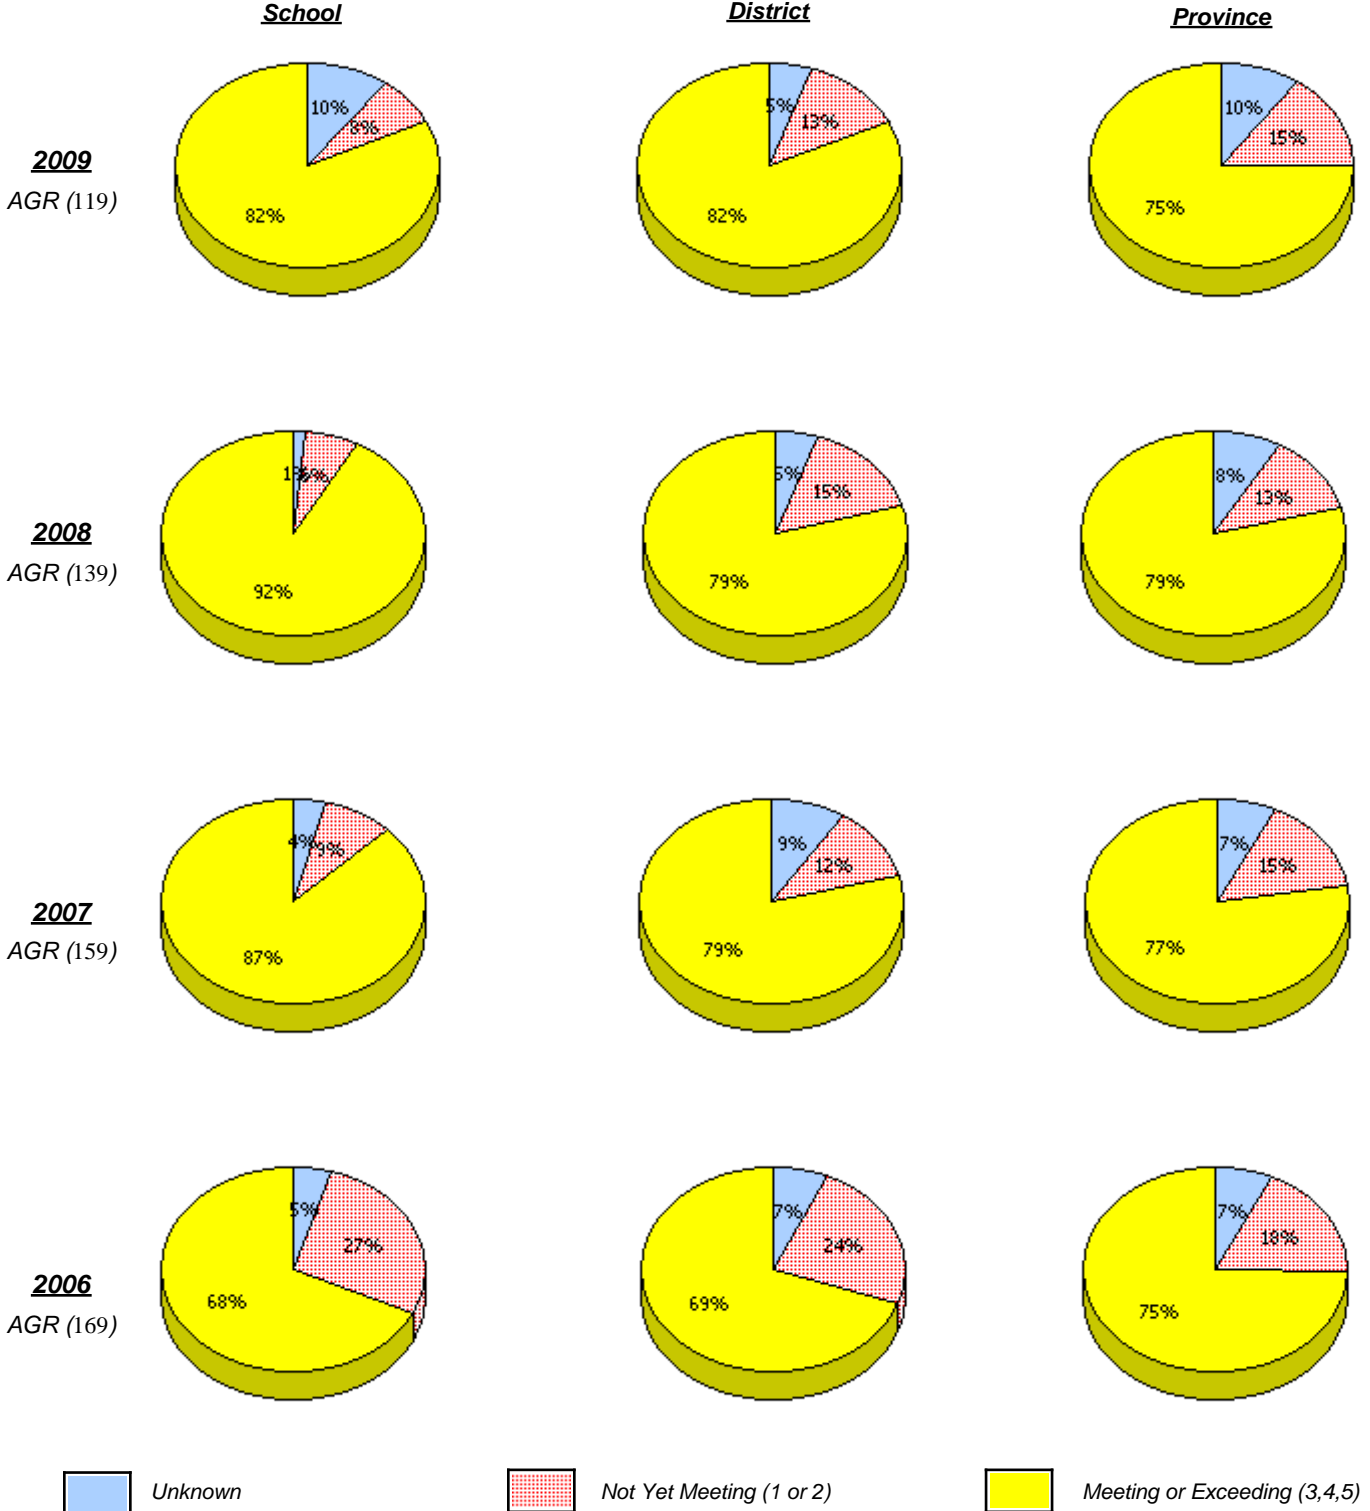 School District Province
10% 5% 10%
8% 13% 15%
2009
AGR (119)
82% 82% 75%
1% 5% 8%
15% 13%
2008
AGR (139)
92% 79% 79%
4% 9% 7%
9% 12% 15%
2007
AGR (159)
87% 79% 77%
5% 7% 7%
27% 24% 18%
2006
AGR (169)
68% 69% 75%
Unknown Not Yet Meeting (1 or 2) Meeting or Exceeding (3,4,5)